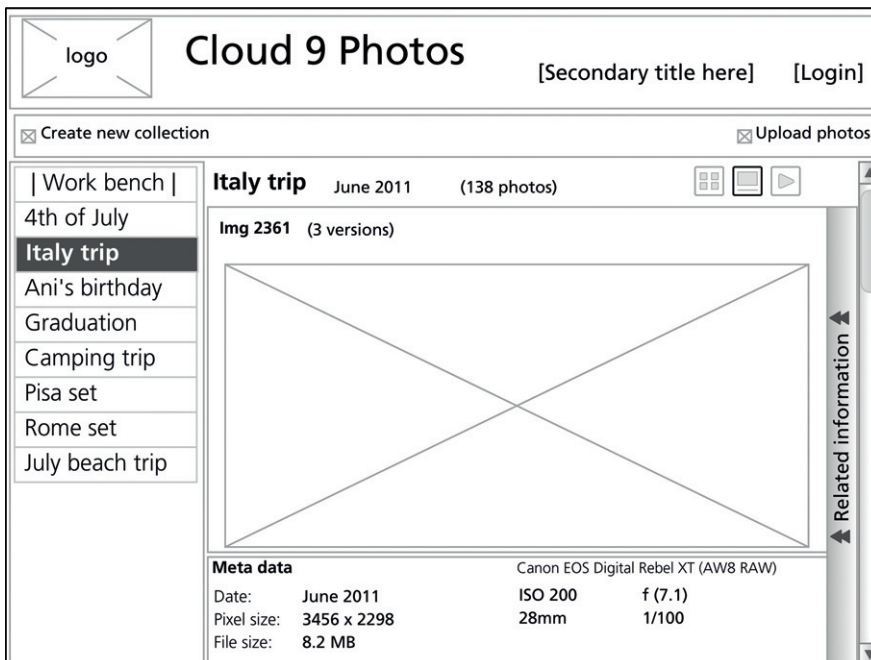 logo
Cloud 9 Photos
[Secondary title here] [Login]
Create new collection
Upload photos
| Work bench |
4th of July
Italy trip
Ani's birthday
Graduation
Camping trip
Pisa set
Rome set
July beach trip
Italy trip June 2011 (138 photos)
Img 2361 (3 versions)
Related information
Meta data
Canon EOS Digital Rebel XT (AW8 RAW)
Date: June 2011
ISO 200 f (7.1)
Pixel size: 3456 x 2298
28mm 1/100
File size: 8.2 MB